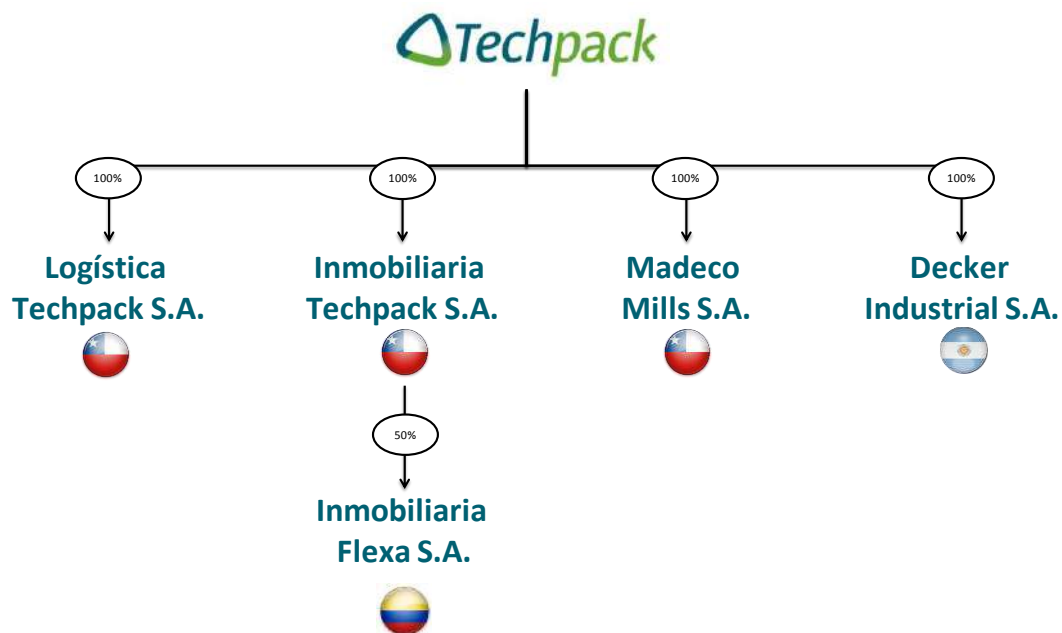 Techpack
100%
100%
100%
100%
Logística
Techpack S.A.
Inmobiliaria
Techpack S.A.
Madeco
Mills S.A.
Decker
Industrial S.A.
50%
Inmobiliaria
Flexa S.A.